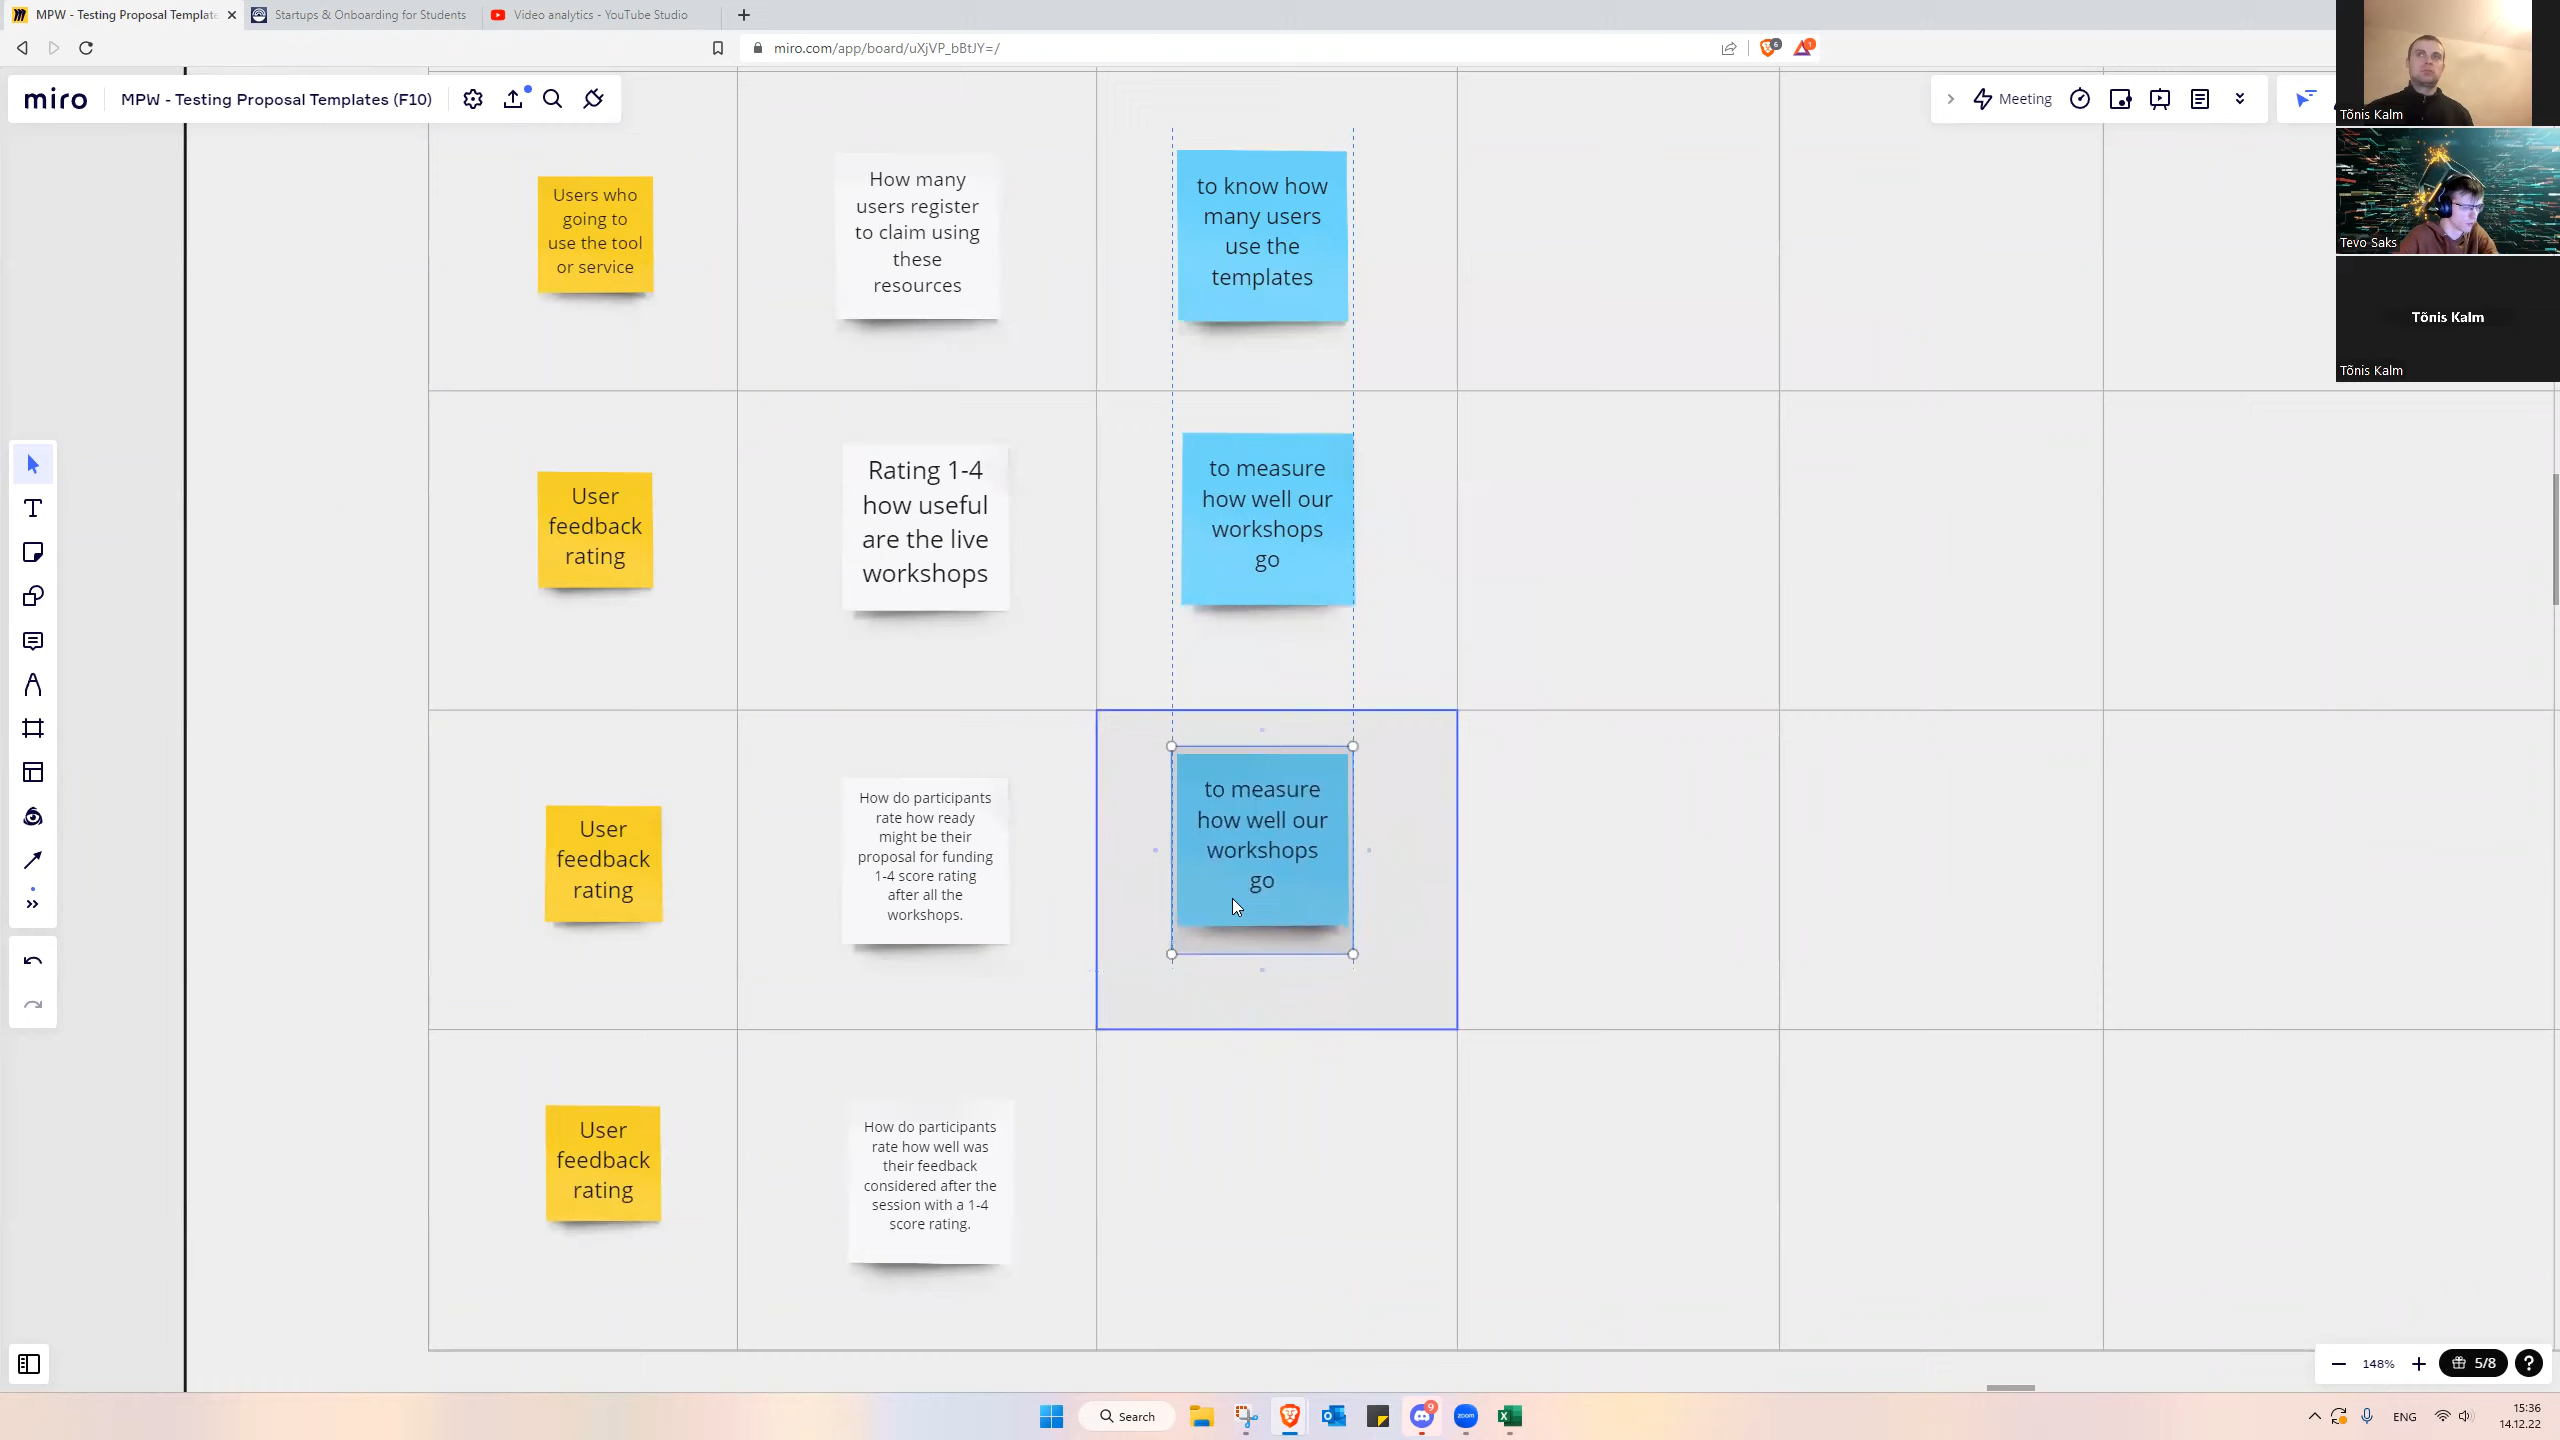 MPW - Testing Proposal Template
Startups & Onboarding for Students
Video analytics - YouTube Studio
miro.com/app/board/uXjVP_bBtJY=/
6
1
miro
MPW - Testing Proposal Templates (F10)
Meeting
Tõnis Kalm
Tevo Saks
Tõnis Kalm
Tõnis Kalm
Users who
going to
use the tool
or service
How many
users register
to claim using
these
resources
to know how
many users
use the
templates
User
feedback
rating
Rating 1-4
how useful
are the live
workshops
to measure
how well our
workshops
go
User
feedback
rating
How do participants
rate how ready
might be their
proposal for funding
1-4 score rating
after all the
workshops.
to measure
how well our
workshops
go
User
feedback
rating
How do participants
rate how well was
their feedback
considered after the
session with a 1-4
score rating.
148%
5/8
Search
9
zoom
ENG
15:36
14.12.22